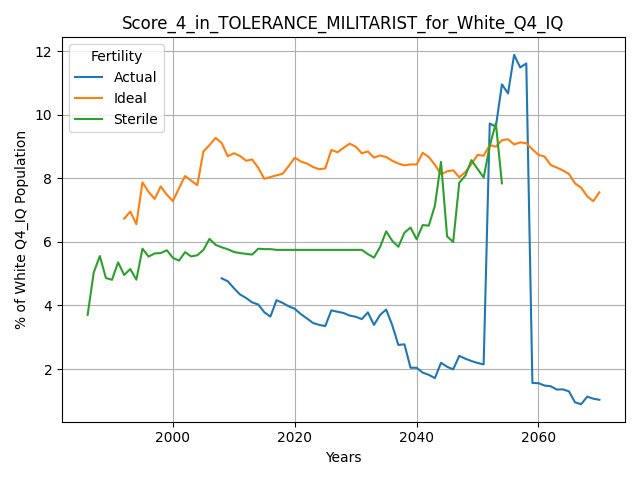 Score_4_in_TOLERANCE_MILITARIST_for_White_Q4_IQ
Fertility
Actual
Ideal
Sterile
% of White Q4_IQ Population
12
10
8
6
4
2
2000
2020
2040
2060
Years